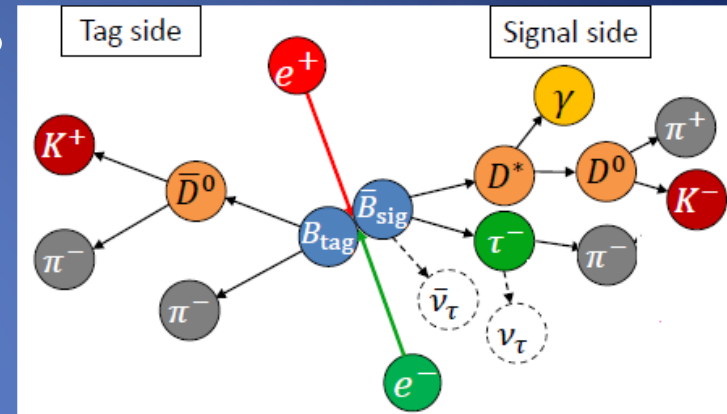 Tag side
Signal side
e⁺
γ
π⁺
K⁺
D̄⁰
D*
D⁰
K⁻
B̄sig
Btag
τ⁻
π⁻
π⁻
π⁻
ν̄τ
ντ
e⁻